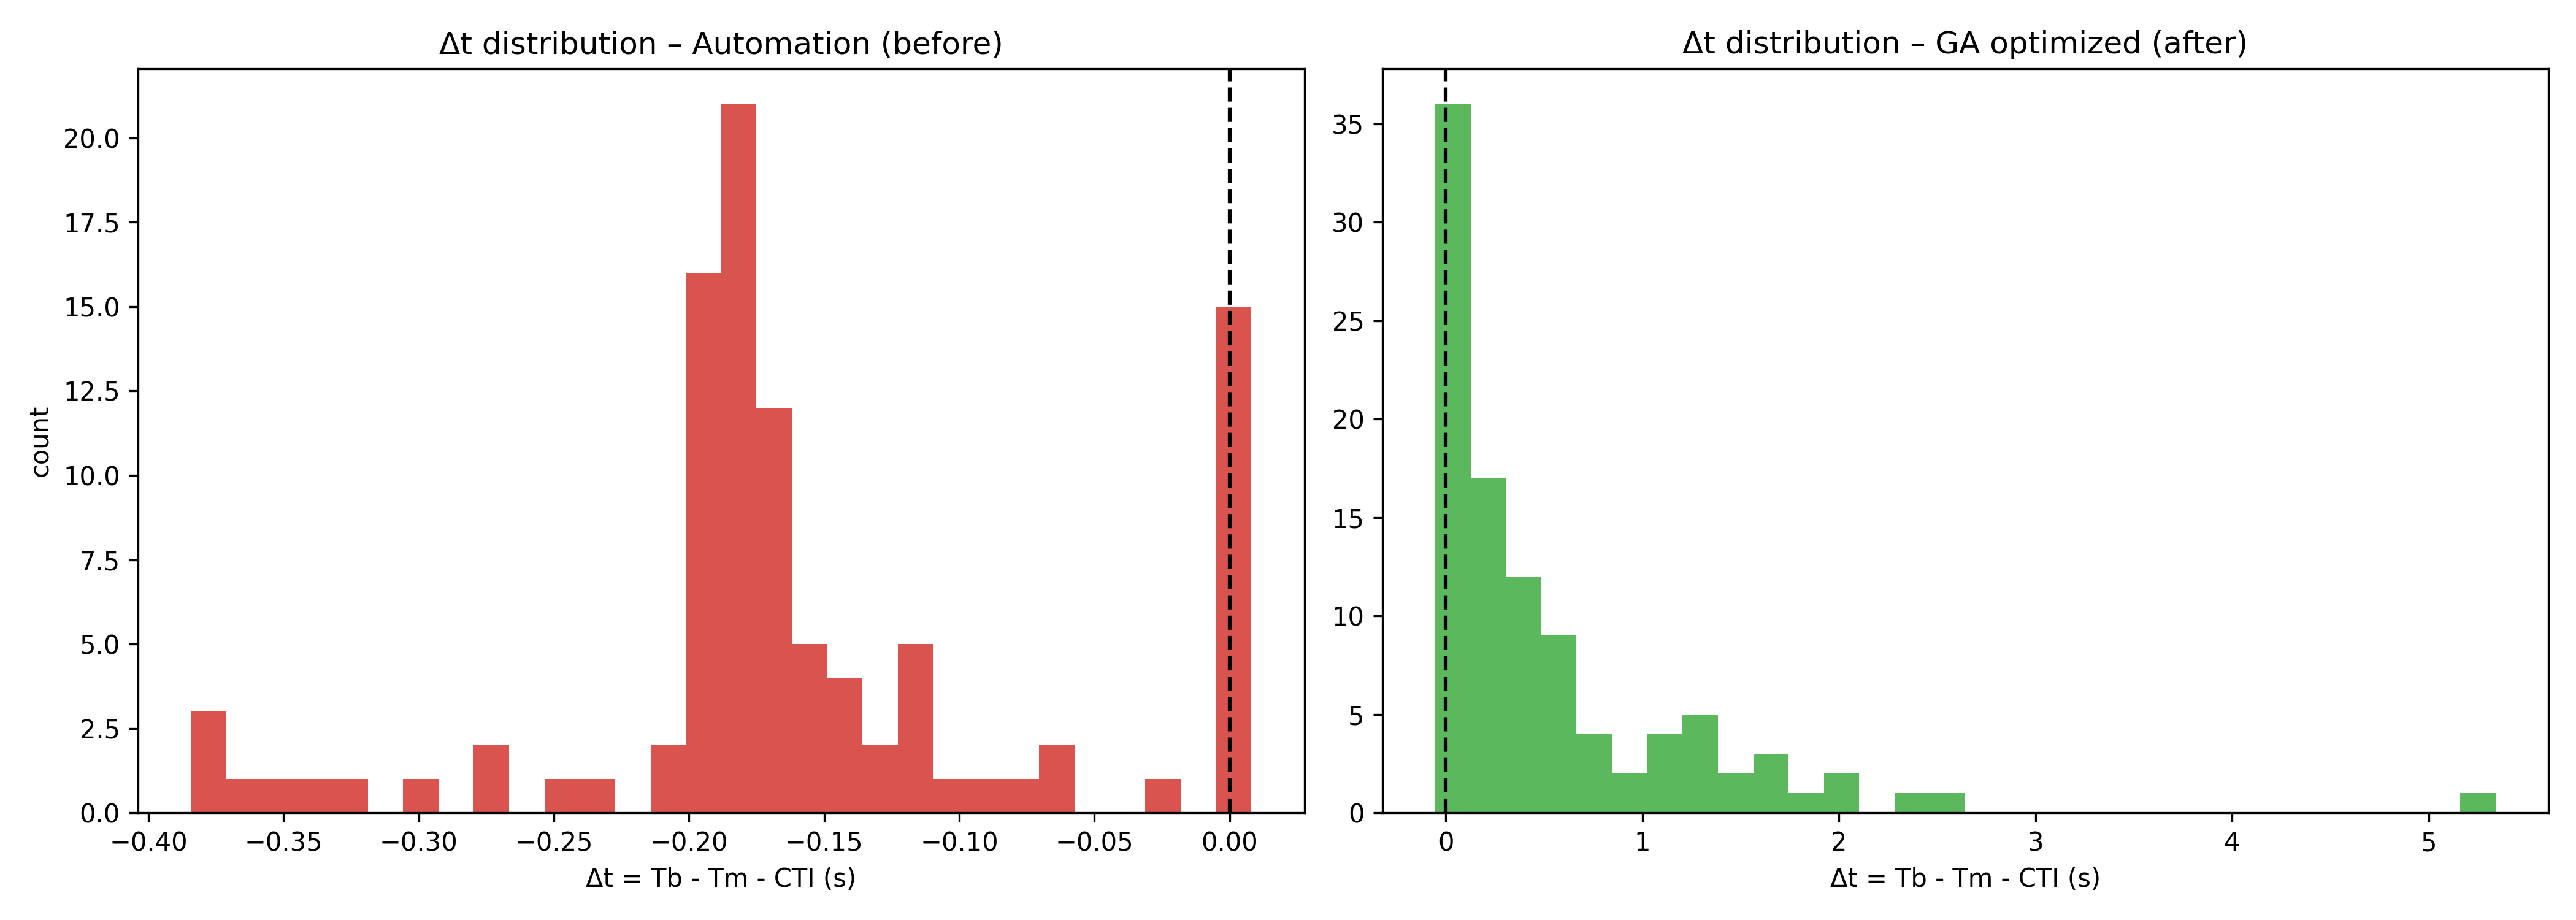 Δt distribution – Automation (before)
count
20.0
17.5
15.0
12.5
10.0
7.5
5.0
2.5
0.0
−0.40 −0.35 −0.30 −0.25 −0.20 −0.15 −0.10 −0.05 0.00
Δt = Tb - Tm - CTI (s)
Δt distribution – GA optimized (after)
35
30
25
20
15
10
5
0
0 1 2 3 4 5
Δt = Tb - Tm - CTI (s)